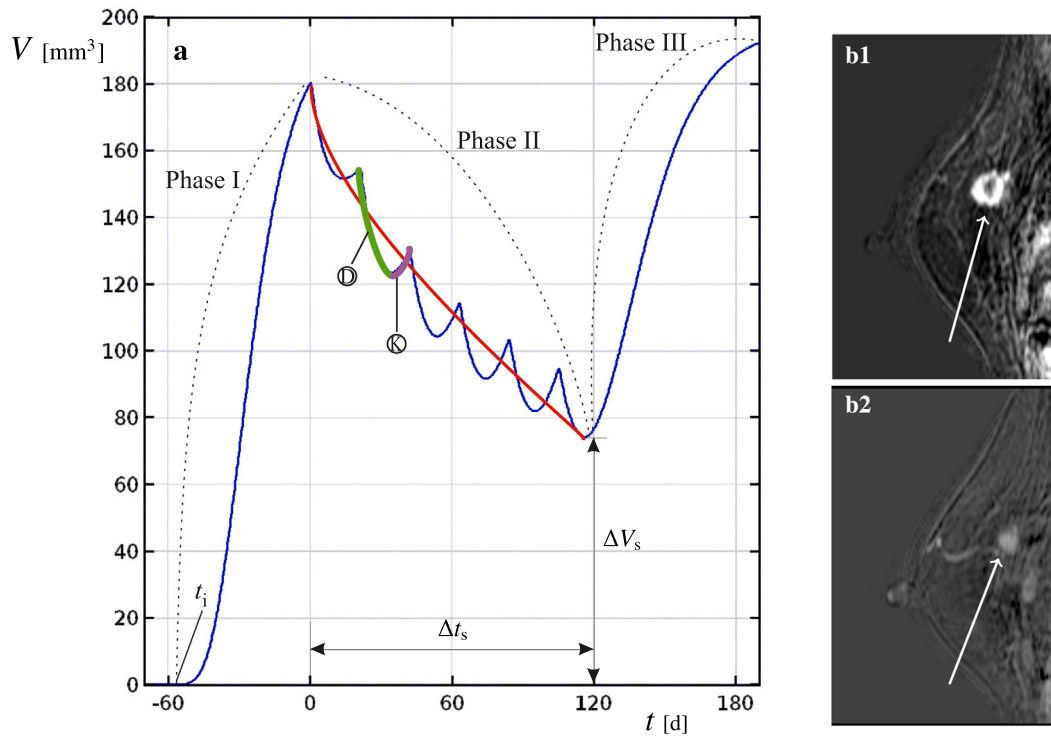 V [mm³]
a
200
180
160
140
120
100
80
60
40
20
0
-60
0
60
120
180
t [d]
Phase I
Phase II
Phase III
D
K
tᵢ
Δtₛ
ΔVₛ
b1
b2